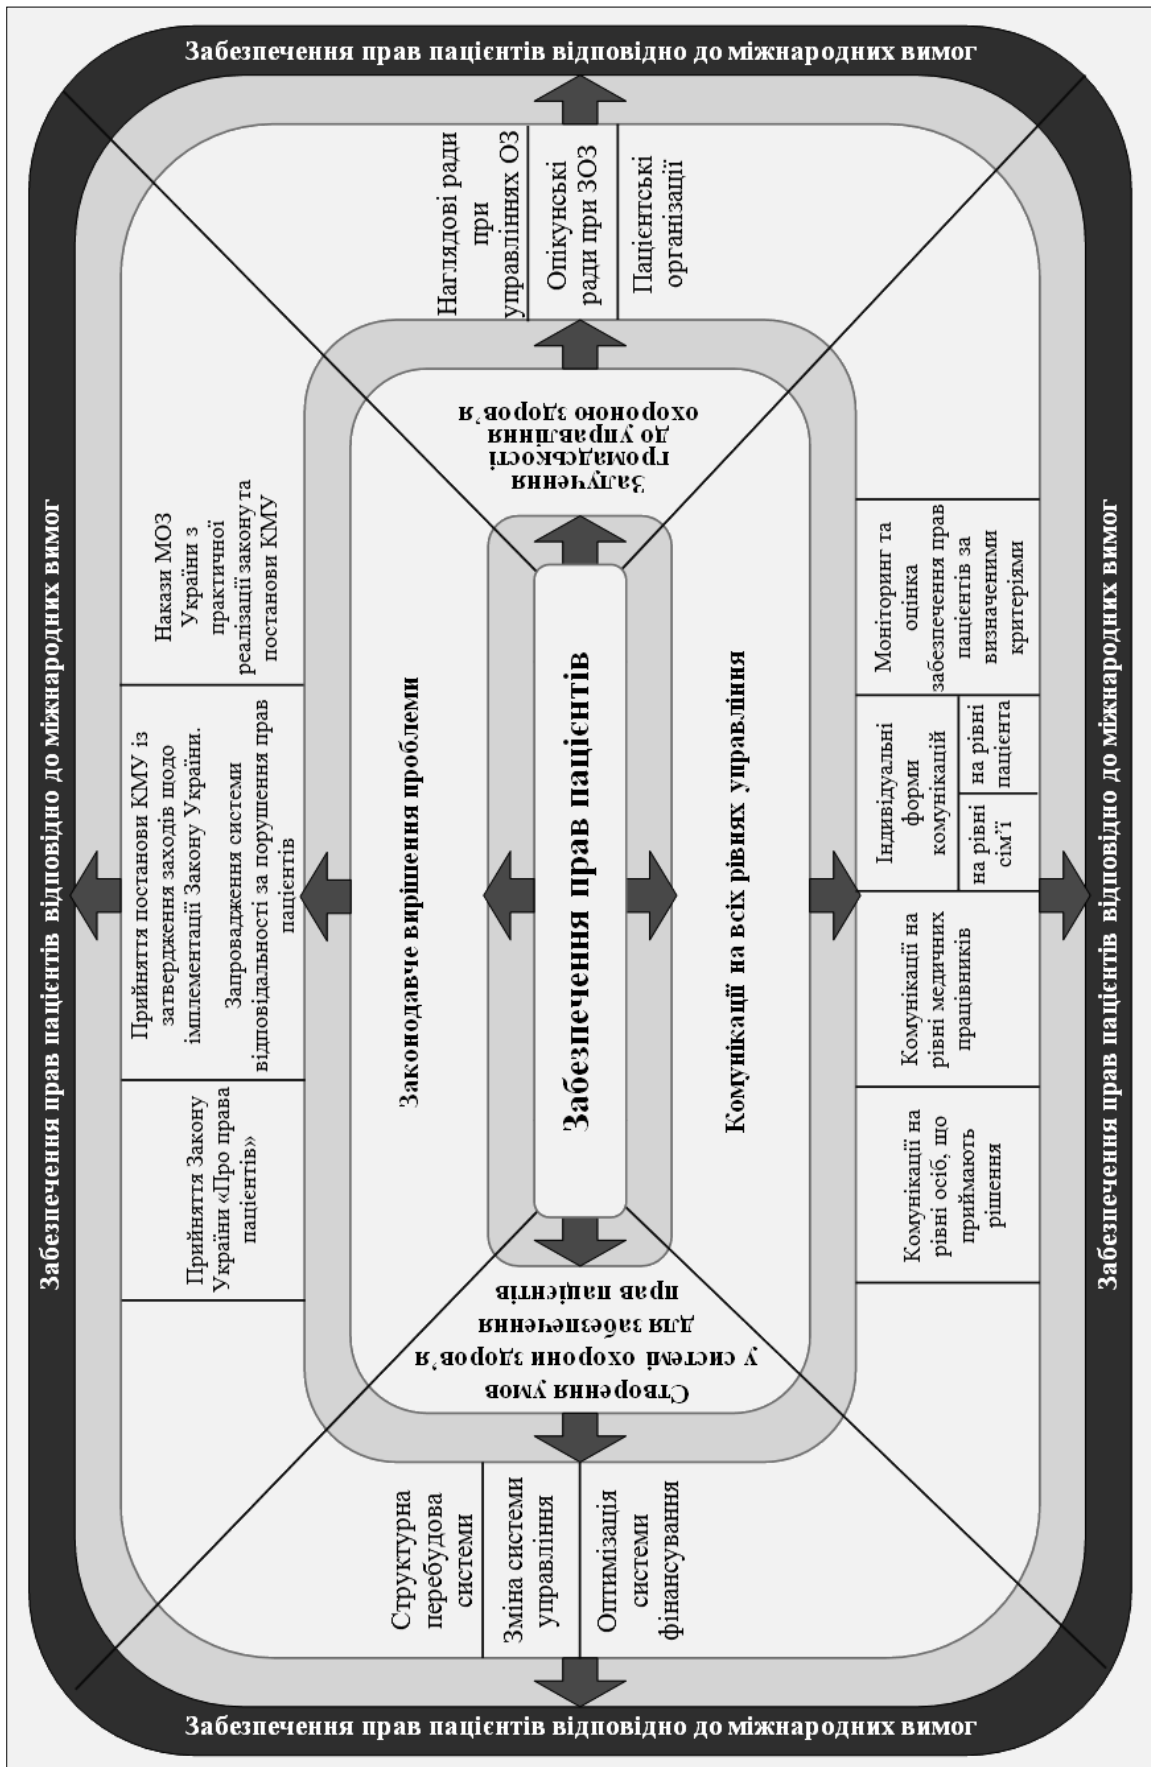 Забезпечення прав пацієнтів відповідно до міжнародних вимог
Забезпечення прав пацієнтів відповідно до міжнародних вимог
Прийняття Закону
України «Про права
пацієнтів»
Прийняття постанови КМУ із
затвердження заходів щодо
імплементації Закону України.
Запровадження системи
відповідальності за порушення прав
пацієнтів
Накази МОЗ
України з
практичної
реалізації закону та
постанови КМУ
Законодавче вирішення проблеми
Структурна
перебудова
системи
Зміна системи
управління
Оптимізація
системи
фінансування
Створення умов
у системі охорони здоров’я
для забезпечення
прав пацієнтів
Забезпечення прав пацієнтів
Залучення
громадськості
до управління
охороною здоров’я
Наглядові ради
при
управліннях ОЗ
Опікунські
ради при ЗОЗ
Пацієнтські
організації
Комунікації на всіх рівнях управління
Комунікації на
рівні осіб, що
приймають
рішення
Комунікації на
рівні медичних
працівників
Індивідуальні
форми
комунікацій
на рівні
сім’ї
на рівні
пацієнта
Моніторинг та
оцінка
забезпечення прав
пацієнтів за
визначеними
критеріями
Забезпечення прав пацієнтів відповідно до міжнародних вимог
Забезпечення прав пацієнтів відповідно до міжнародних вимог